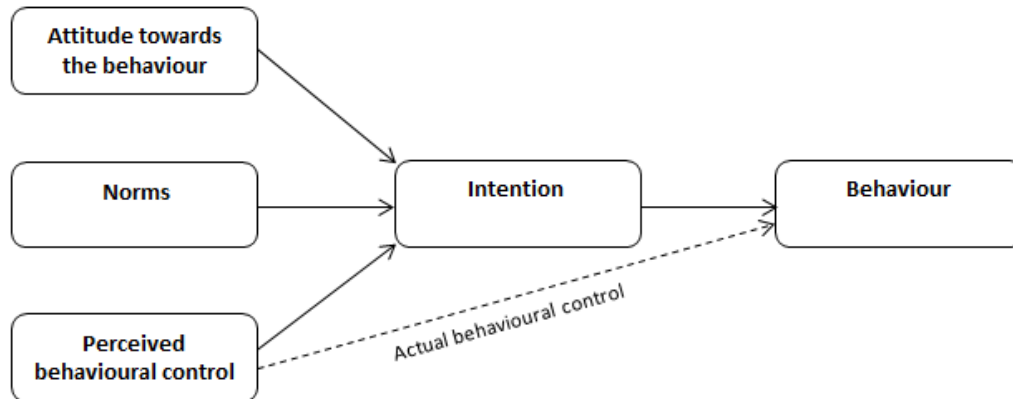 Attitude towards
the behaviour
Norms
Intention
Behaviour
Perceived
behavioural control
Actual behavioural control